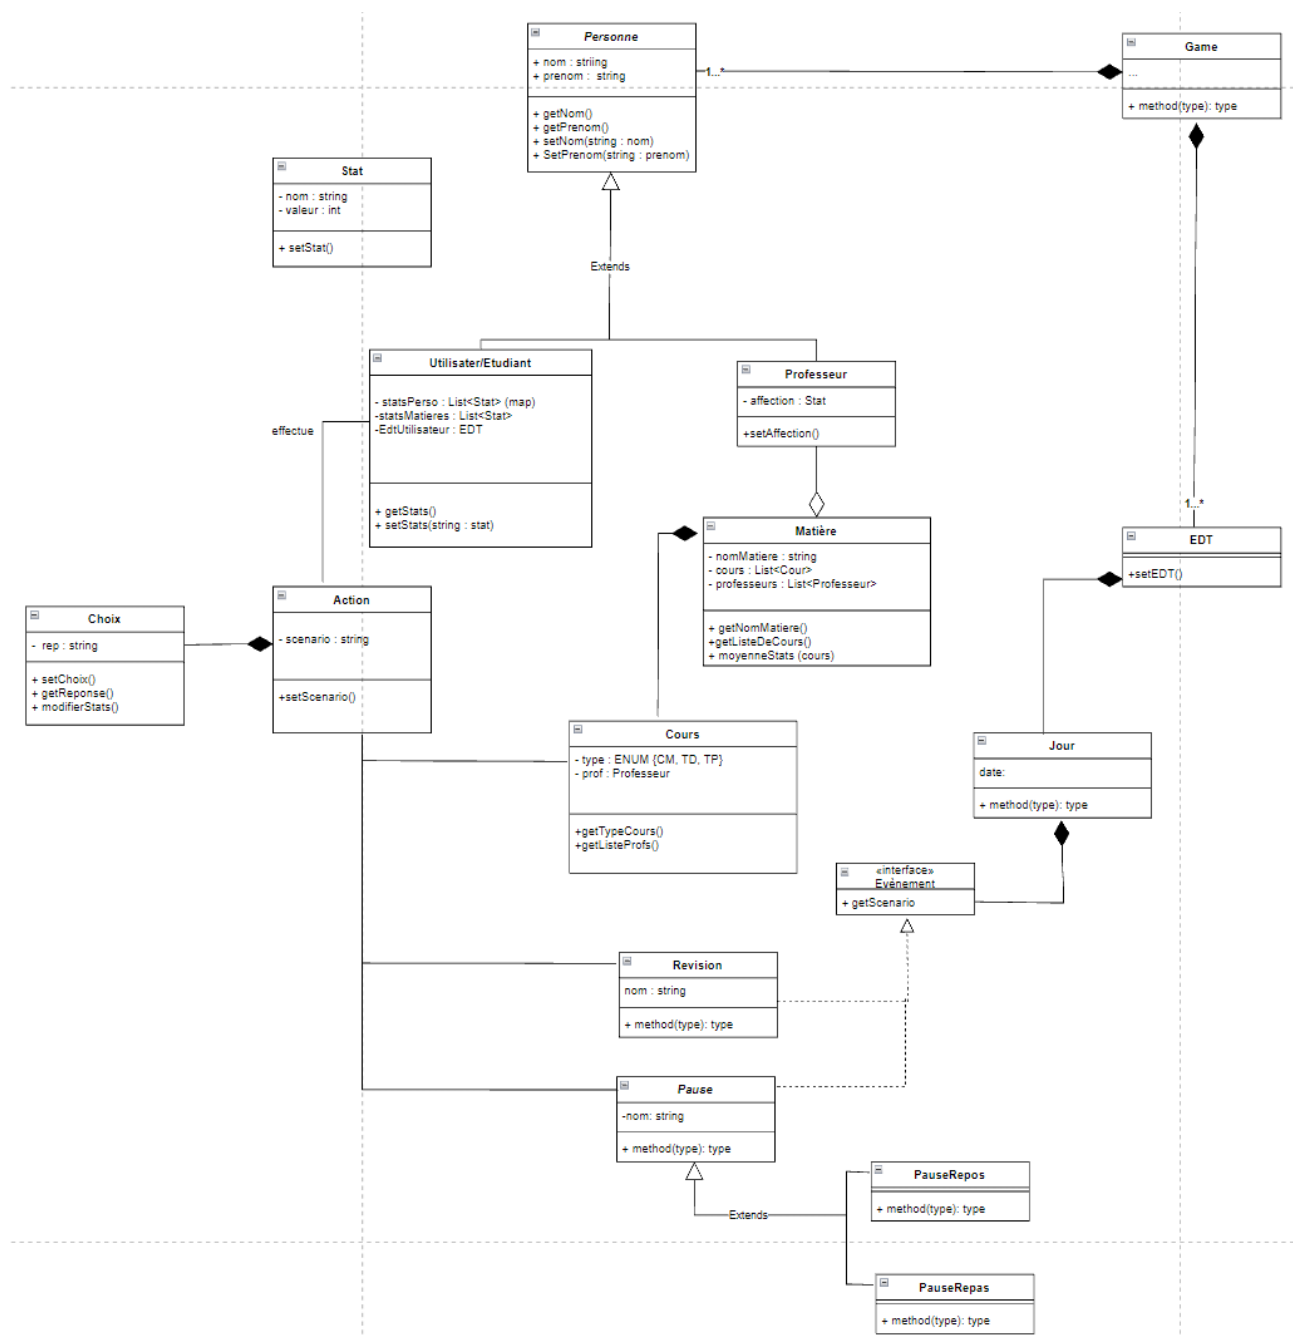 Personne
+ nom : striing
+ prenom : string
+ getNom()
+ getPrenom()
+ setNom(string : nom)
+ SetPrenom(string : prenom)
1...*
Game
...
+ method(type): type
Stat
- nom : string
- valeur : int
+ setStat()
Extends
Utilisater/Etudiant
- statsPerso : List<Stat> (map)
-statsMatieres : List<Stat>
-EdtUtilisateur : EDT
+ getStats()
+ setStats(string : stat)
Professeur
- affection : Stat
+setAffection()
effectue
1...*
EDT
+setEDT()
Matière
- nomMatiere : string
- cours : List<Cour>
- professeurs : List<Professeur>
+ getNomMatiere()
+getListeDeCours()
+ moyenneStats (cours)
Choix
- rep : string
+ setChoix()
+ getReponse()
+ modifierStats()
Action
- scenario : string
+setScenario()
Cours
- type : ENUM {CM, TD, TP}
- prof : Professeur
+getTypeCours()
+getListeProfs()
Jour
date:
+ method(type): type
«interface»
Evènement
+ getScenario
Revision
nom : string
+ method(type): type
Pause
-nom: string
+ method(type): type
Extends
PauseRepos
+ method(type): type
PauseRepas
+ method(type): type